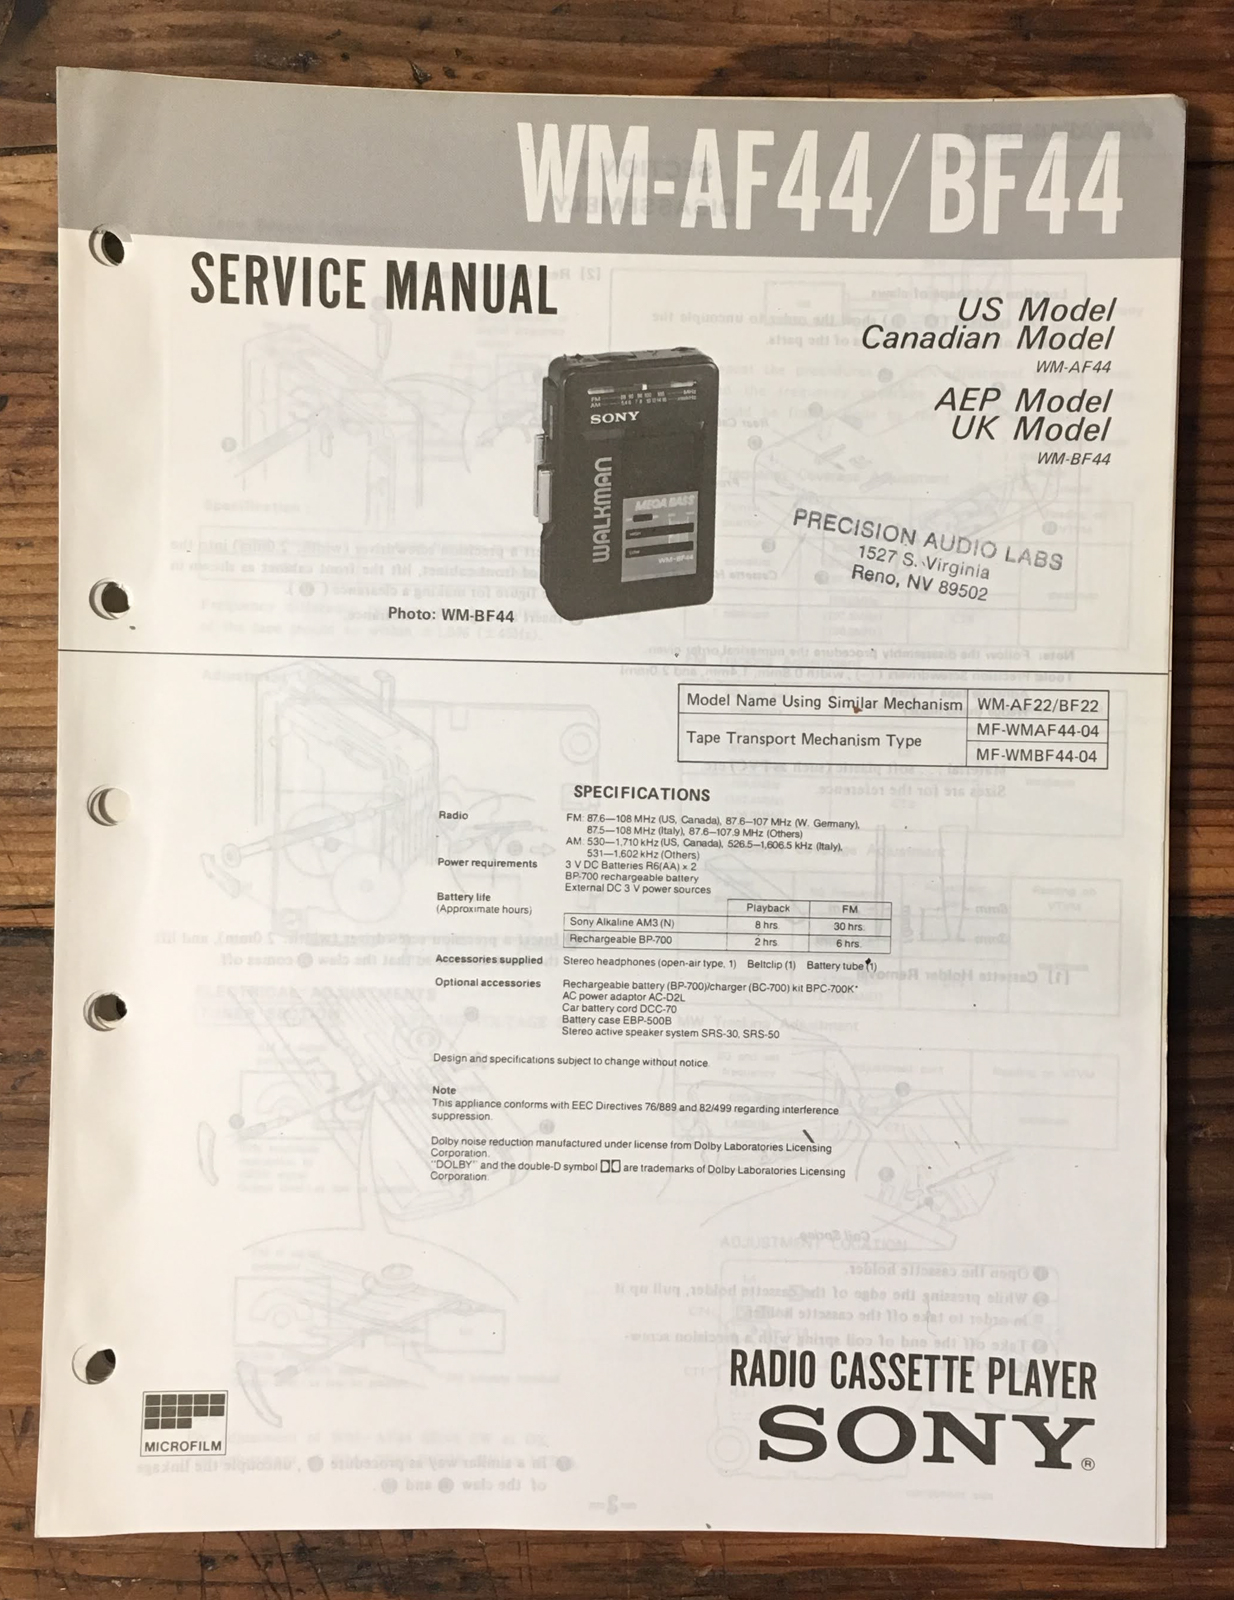 WM-AF44/BF44
SERVICE MANUAL
US Model
Canadian Model
WM-AF44
AEP Model
UK Model
WM-BF44
FM
AM
MHz
SONY
WALKMAN
MEGA BASS
WM-BF44
PRECISION AUDIO LABS
1527 S. Virginia
Reno, NV 89502
Photo: WM-BF44
Model Name Using Similar Mechanism WM-AF22/BF22
Tape Transport Mechanism Type MF-WMAF44-04
MF-WMBF44-04
SPECIFICATIONS
Radio FM: 87.6—108 MHz (US, Canada), 87.6—107 MHz (W. Germany),
87.5—108 MHz (Italy), 87.6—107.9 MHz (Others)
AM: 530—1,710 kHz (US, Canada), 526.5—1,606.5 kHz (Italy),
531—1,602 kHz (Others)
Power requirements 3 V DC Batteries R6(AA) × 2
BP-700 rechargeable battery
External DC 3 V power sources
Battery life
(Approximate hours) Playback FM
Sony Alkaline AM3 (N) 8 hrs. 30 hrs.
Rechargeable BP-700 2 hrs. 6 hrs.
Accessories supplied Stereo headphones (open-air type, 1) Beltclip (1) Battery tube (1)
Optional accessories Rechargeable battery (BP-700)/charger (BC-700) kit BPC-700K*
AC power adaptor AC-D2L
Car battery cord DCC-70
Battery case EBP-500B
Stereo active speaker system SRS-30, SRS-50
Design and specifications subject to change without notice.
Note
This appliance conforms with EEC Directives 76/889 and 82/499 regarding interference
suppression.
Dolby noise reduction manufactured under license from Dolby Laboratories Licensing
Corporation.
"DOLBY" and the double-D symbol are trademarks of Dolby Laboratories Licensing
Corporation.
RADIO CASSETTE PLAYER
SONY®
MICROFILM